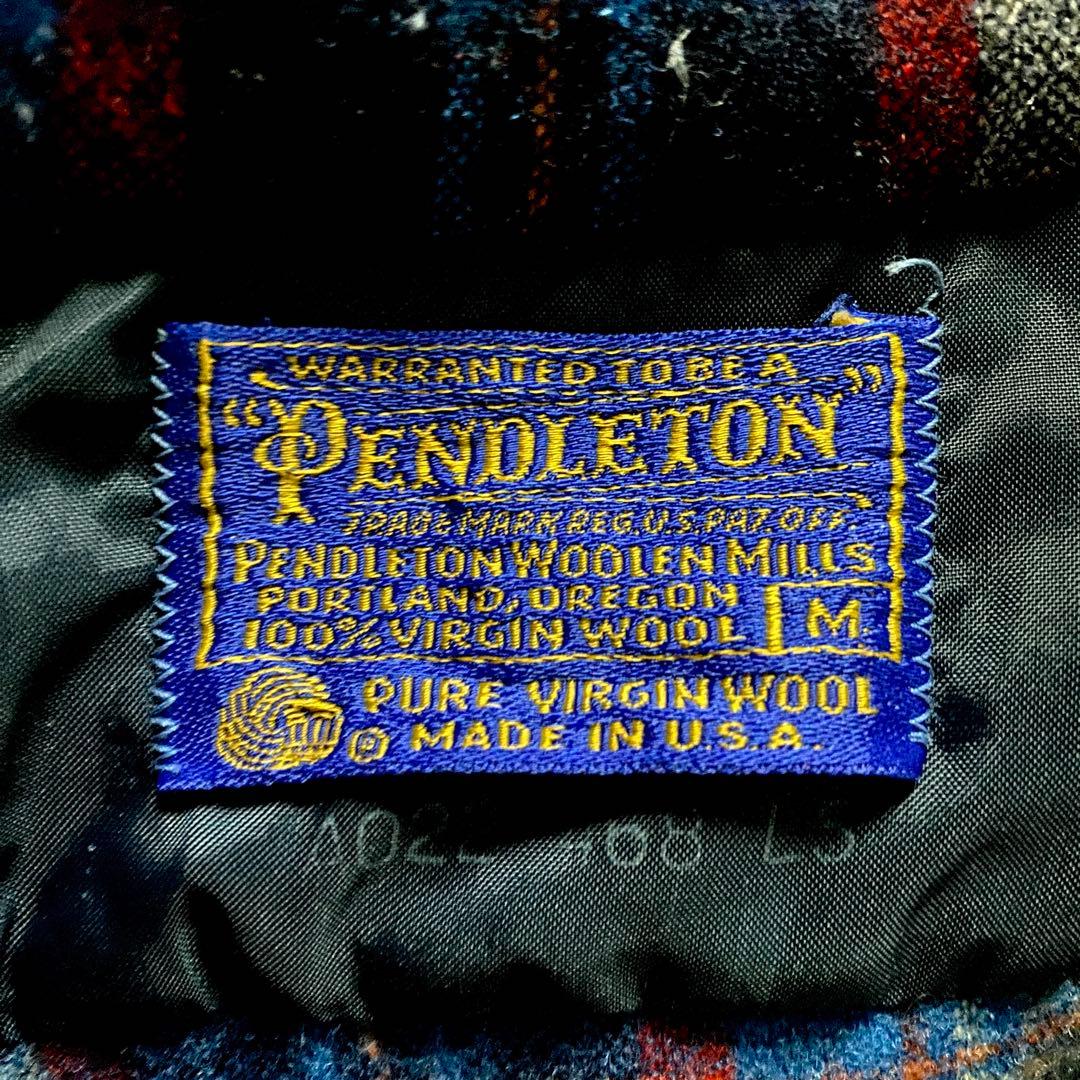 WARRANTED TO BE A
"PENDLETON"
TRADE MARK REG. U.S. PAT. OFF.
PENDLETON WOOLEN MILLS
PORTLAND, OREGON
100% VIRGIN WOOL M
PURE VIRGIN WOOL
® MADE IN U.S.A.
68